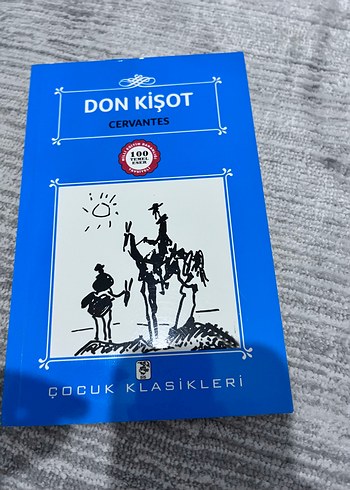 DON KİŞOT
CERVANTES
100
TEMEL
ESER
ÇOCUK KLASİKLERİ